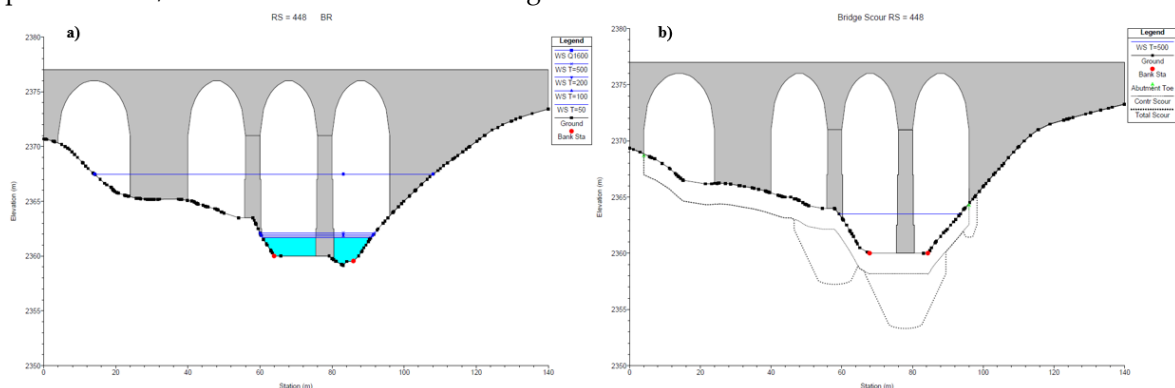 RS = 448 BR
a)
Legend
WS Q1600
WS T=500
WS T=200
WS T=100
WS T=50
Ground
Bank Sta
Elevation (m)
2380
2375
2370
2365
2360
2355
2350
0 20 40 60 80 100 120 140
Station (m)
Bridge Scour RS = 448
b)
Legend
WS T=500
Ground
Bank Sta
Abutment Toe
Contr Scour
Total Scour
Elevation (m)
2380
2375
2370
2365
2360
2355
2350
0 20 40 60 80 100 120 140
Station (m)